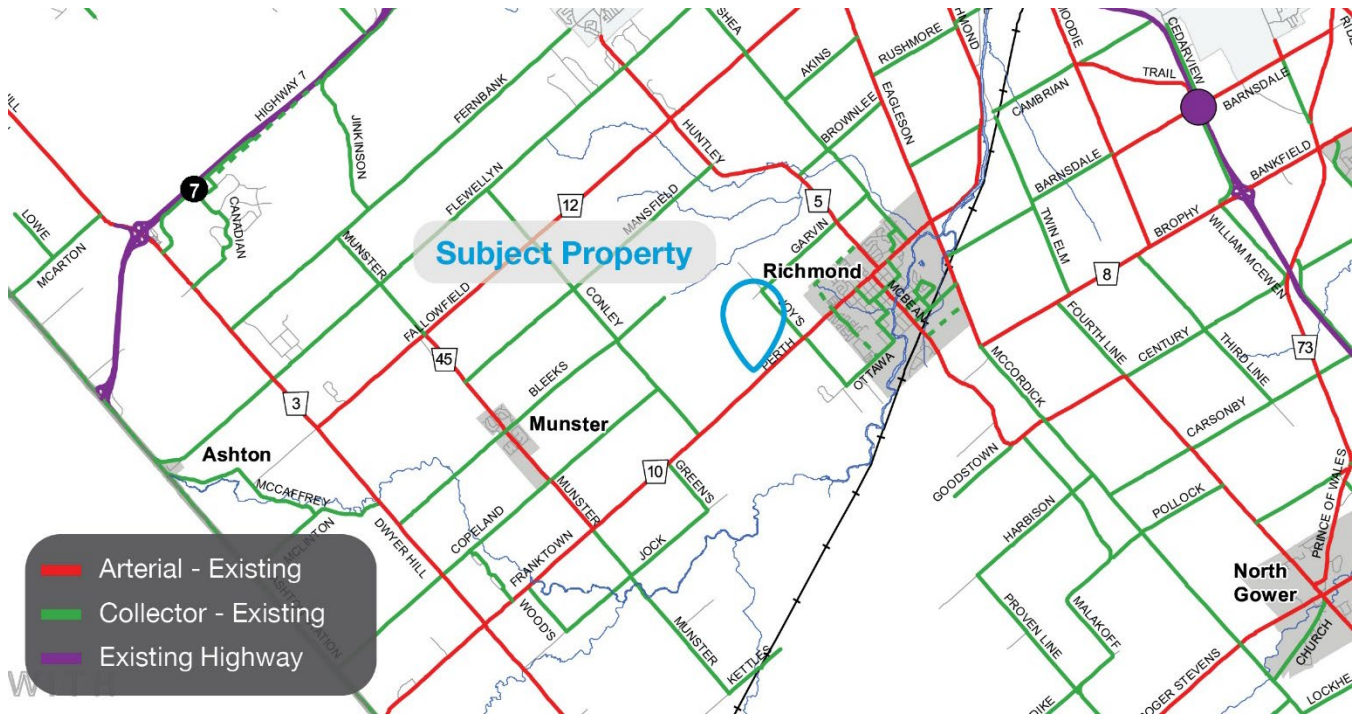 HIGHWAY 7
7
LOWE
MCARTON
CANADIAN
JINKINSON
FERNBANK
FLEWELLYN
MUNSTER
12
HUNTLEY
MANSFIELD
SHEA
AKINS
RUSHMORE
BROWNLEE
EAGLESON
5
GARVIN
Subject Property
Richmond
JOY'S
PERTH
MCBEAN
OTTAWA
FALLOWFIELD
CONLEY
BLEEKS
45
3
Ashton
MCCAFFREY
Munster
MUNSTER
COPELAND
DWYER HILL
FRANKTOWN
10
GREEN'S
JOCK
WOOD'S
MUNSTER
KETTLES
MOODIE
CEDARVIEW
TRAIL
BARNSDALE
CAMBRIAN
BARNSDALE
BANKFIELD
BROPHY
8
TWIN ELM
WILLIAM MCEWEN
FOURTH LINE
CENTURY
THIRD LINE
73
MCCORDICK
CARSONBY
GOODSTOWN
HARBISON
POLLOCK
PRINCE OF WALES
North
Gower
CHURCH
PROVEN LINE
MALAKOFF
ROGER STEVENS
Arterial - Existing
Collector - Existing
Existing Highway